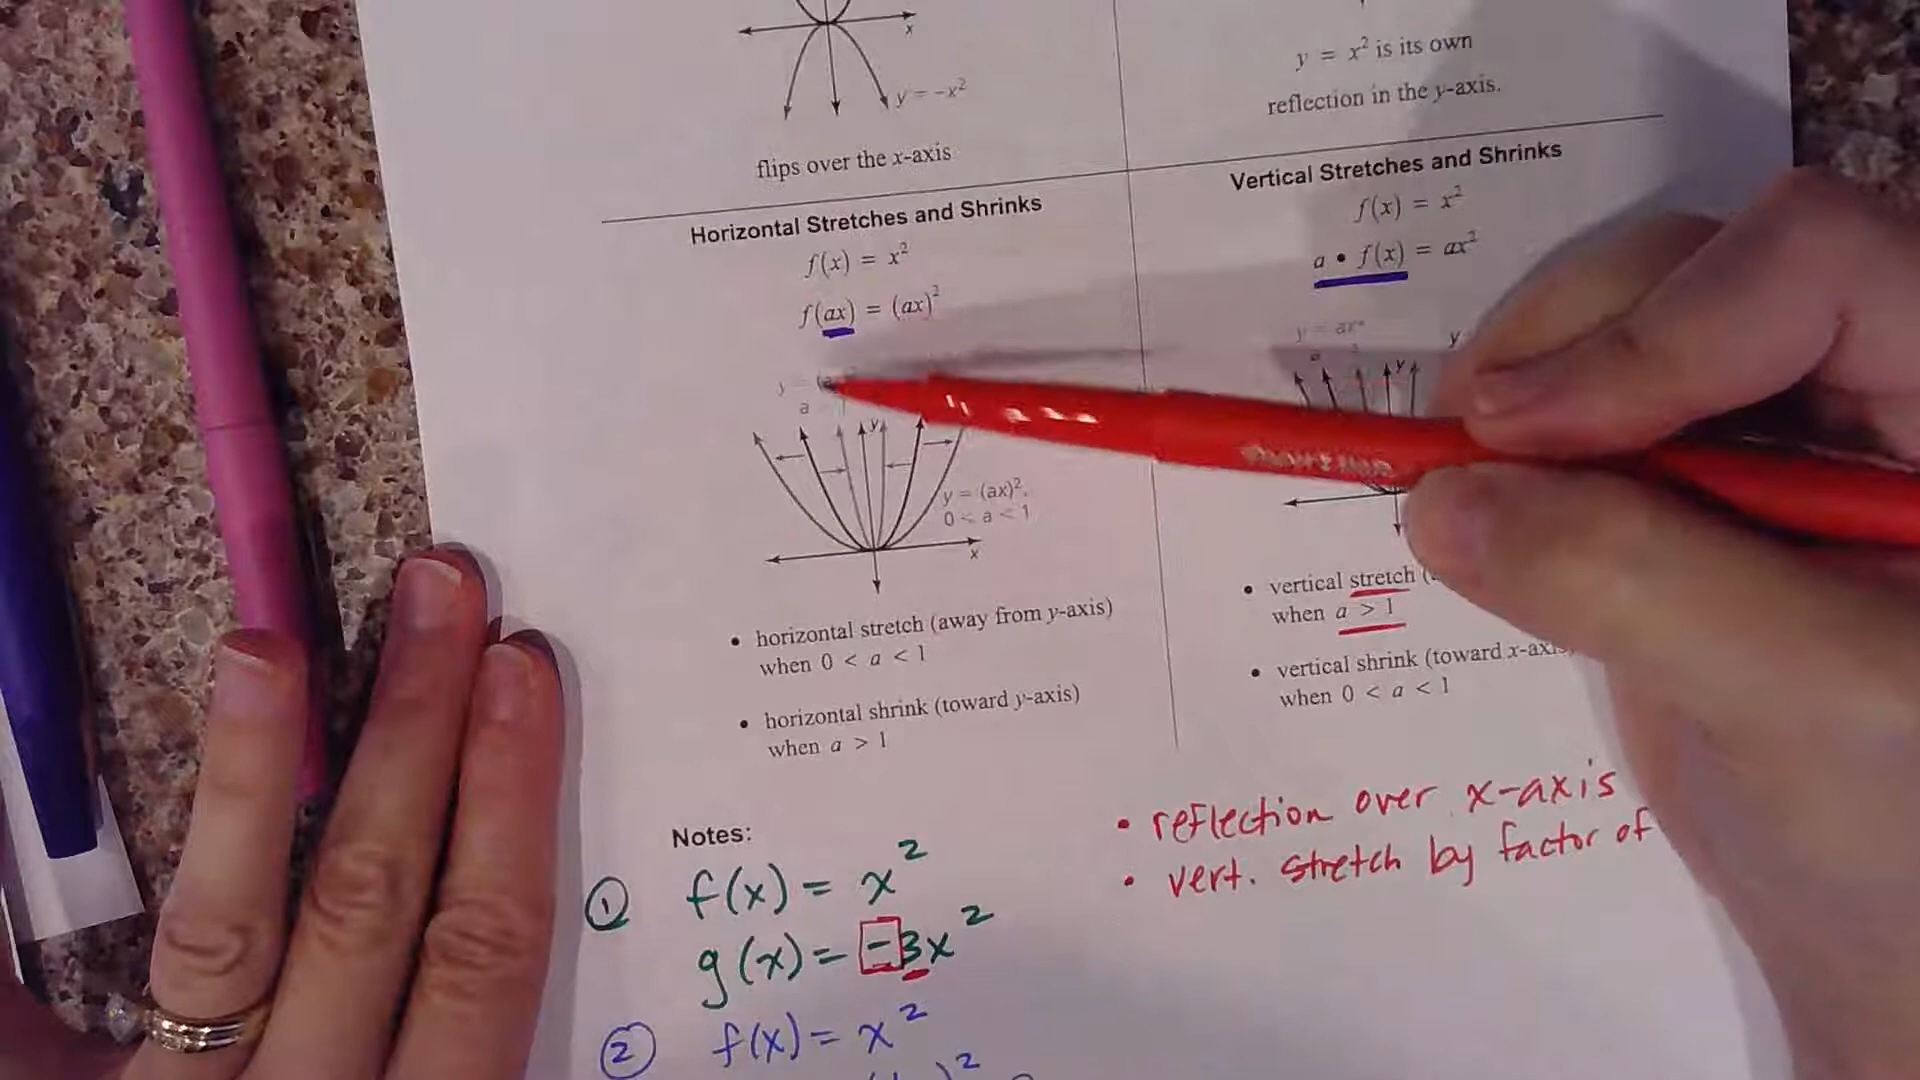 x
y = -x²
flips over the x-axis
y = x² is its own
reflection in the y-axis.
Horizontal Stretches and Shrinks
f(x) = x²
f(ax) = (ax)²
a
y
y = (ax)²,
0 < a < 1
x
• horizontal stretch (away from y-axis)
when 0 < a < 1
• horizontal shrink (toward y-axis)
when a > 1
Vertical Stretches and Shrinks
f(x) = x²
a • f(x) = ax²
y = ax²
y
y
• vertical stretch (
when a > 1
• vertical shrink (toward x-axis)
when 0 < a < 1
Notes:
① f(x) = x²
g(x) = -3x²
• reflection over x-axis
• vert. stretch by factor of
② f(x) = x²